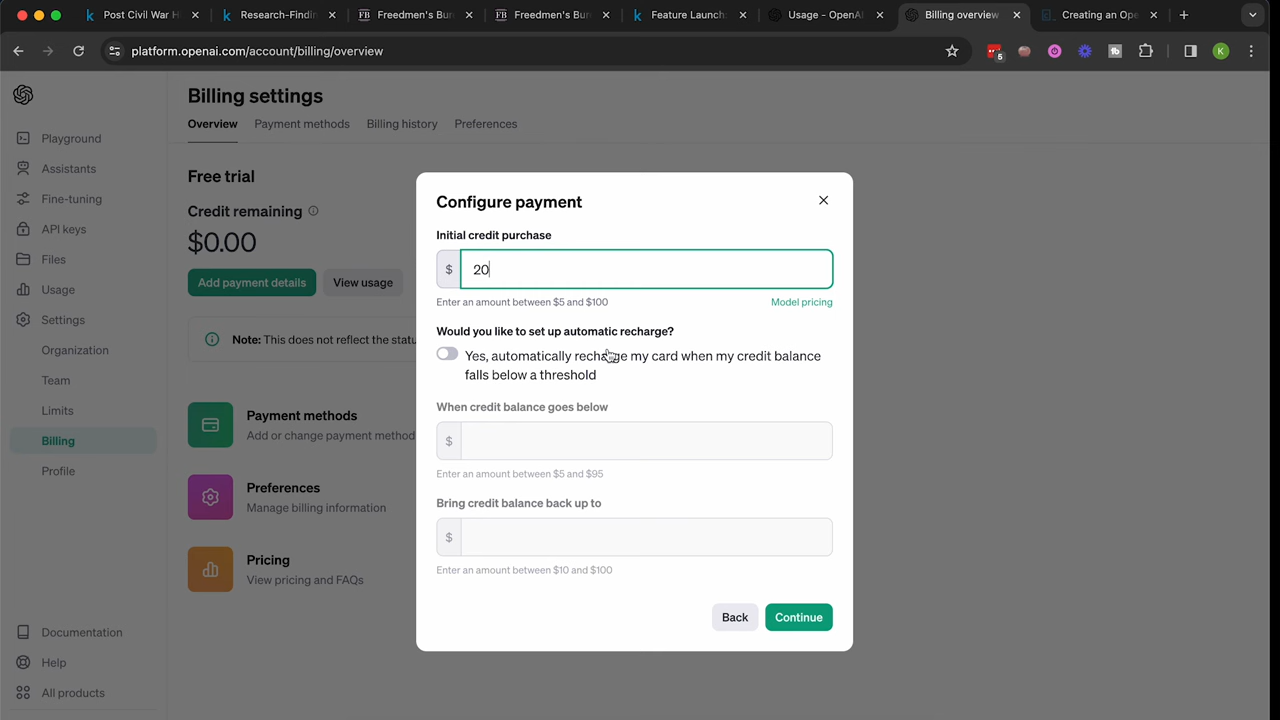 Post Civil War H
Research-Findin
Freedmen's Bur
Freedmen's Bur
Feature Launch
Usage - OpenAI
Billing overview
Creating an Ope
platform.openai.com/account/billing/overview
5
K
Billing settings
Overview
Payment methods
Billing history
Preferences
Playground
Assistants
Fine-tuning
API keys
Files
Usage
Settings
Organization
Team
Limits
Billing
Profile
Documentation
Help
All products
Free trial
Credit remaining
$0.00
Add payment details
View usage
Note: This does not reflect the statu
Payment methods
Add or change payment method
Preferences
Manage billing information
Pricing
View pricing and FAQs
Configure payment
Initial credit purchase
$ 20
Enter an amount between $5 and $100
Model pricing
Would you like to set up automatic recharge?
Yes, automatically recharge my card when my credit balance
falls below a threshold
When credit balance goes below
$
Enter an amount between $5 and $95
Bring credit balance back up to
$
Enter an amount between $10 and $100
Back
Continue